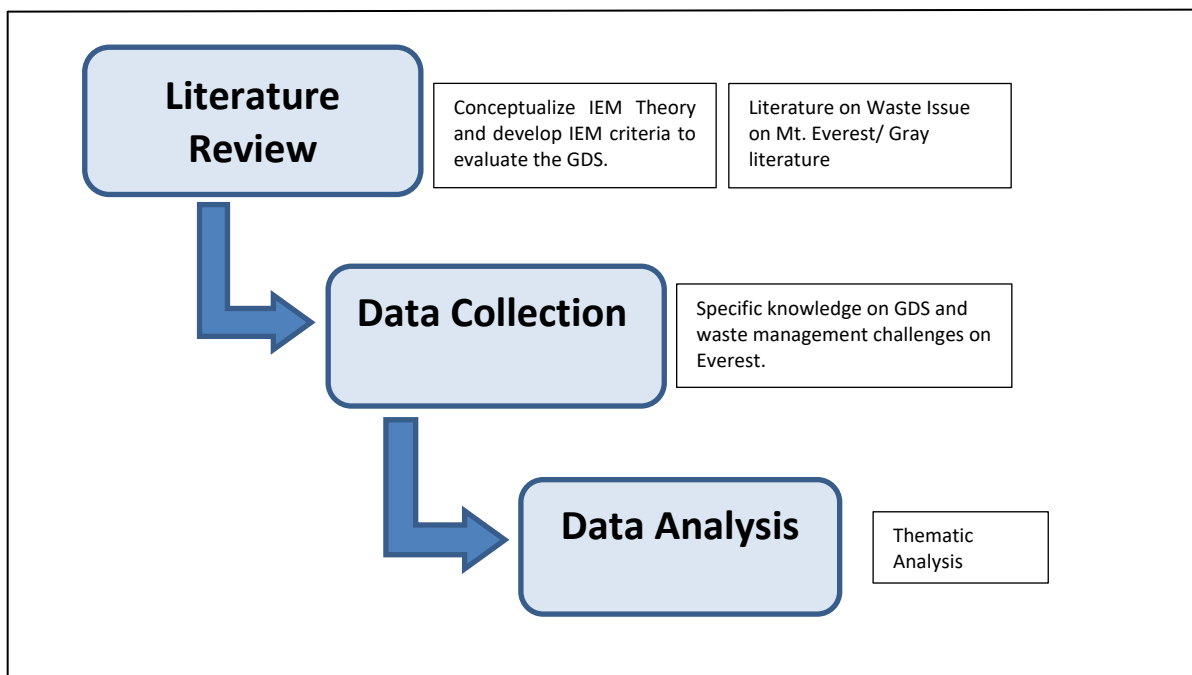 Literature
Review
Conceptualize IEM Theory
and develop IEM criteria to
evaluate the GDS.
Literature on Waste Issue
on Mt. Everest/ Gray
literature
Data Collection
Specific knowledge on GDS and
waste management challenges on
Everest.
Data Analysis
Thematic
Analysis